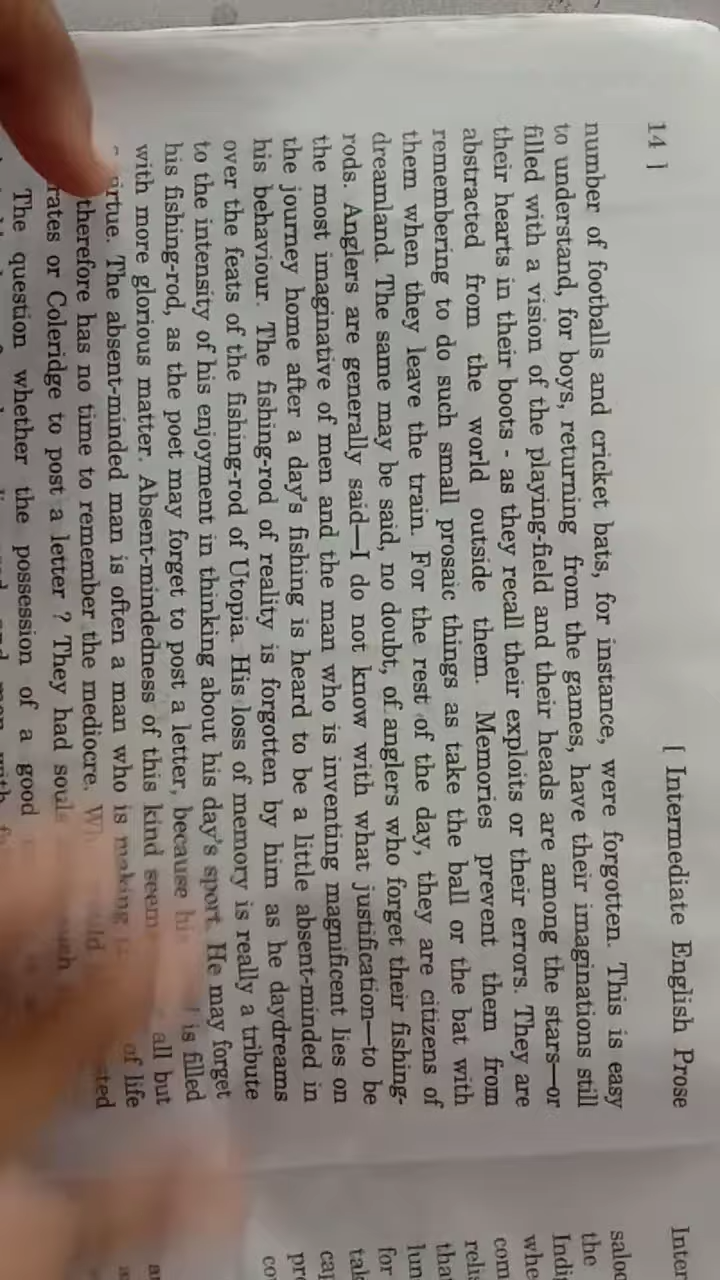 14 ]
[ Intermediate English Prose
number of footballs and cricket bats, for instance, were forgotten. This is easy
to understand, for boys, returning from the games, have their imaginations still
filled with a vision of the playing-field and their heads are among the stars—or
their hearts in their boots - as they recall their exploits or their errors. They are
abstracted from the world outside them. Memories prevent them from
remembering to do such small prosaic things as take the ball or the bat with
them when they leave the train. For the rest of the day, they are citizens of
dreamland. The same may be said, no doubt, of anglers who forget their fishing-
rods. Anglers are generally said—I do not know with what justification—to be
the most imaginative of men and the man who is inventing magnificent lies on
the journey home after a day's fishing is heard to be a little absent-minded in
his behaviour. The fishing-rod of reality is forgotten by him as he daydreams
over the feats of the fishing-rod of Utopia. His loss of memory is really a tribute
to the intensity of his enjoyment in thinking about his day's sport. He may forget
his fishing-rod, as the poet may forget to post a letter, because is filled
with more glorious matter. Absent-mindedness of this kind all but
The absent-minded man is often a man who is making of life
therefore has no time to remember the mediocre.
or Coleridge to post a letter ? They had
The question whether the possession of a good
Inter
the